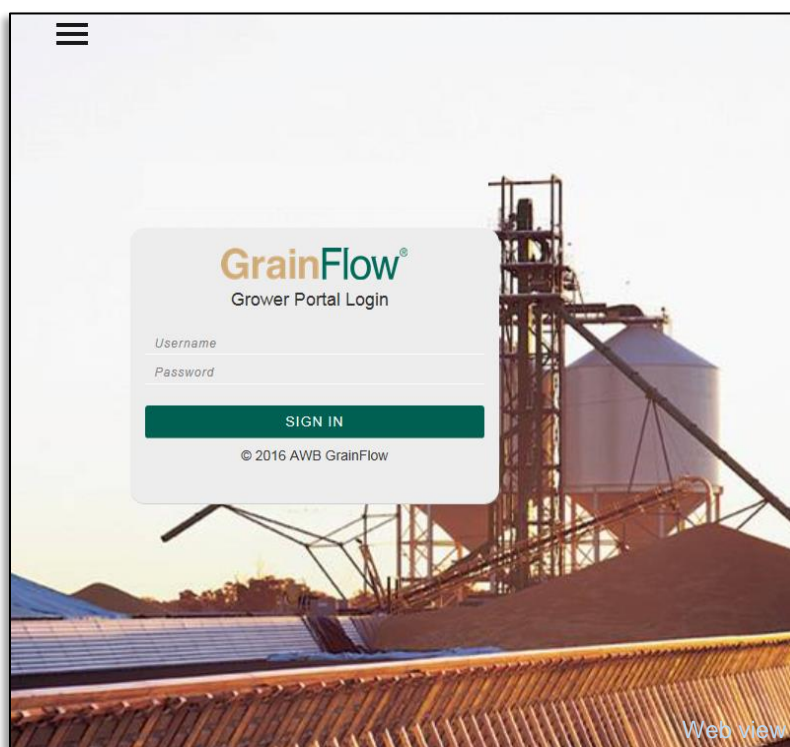 GrainFlow®
Grower Portal Login
Username
Password
SIGN IN
© 2016 AWB GrainFlow
Web view